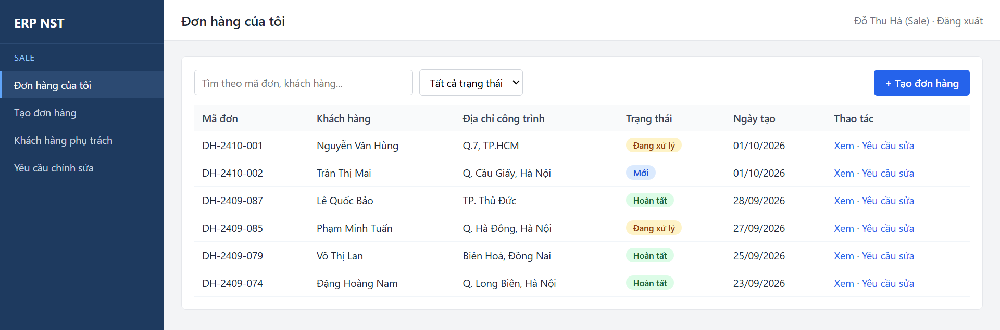 ERP NST
SALE
Đơn hàng của tôi
Tạo đơn hàng
Khách hàng phụ trách
Yêu cầu chỉnh sửa
Đơn hàng của tôi
Đỗ Thu Hà (Sale) · Đăng xuất
Tìm theo mã đơn, khách hàng...
Tất cả trạng thái
+ Tạo đơn hàng
Mã đơn Khách hàng Địa chỉ công trình Trạng thái Ngày tạo Thao tác
DH-2410-001 Nguyễn Văn Hùng Q.7, TP.HCM Đang xử lý 01/10/2026 Xem · Yêu cầu sửa
DH-2410-002 Trần Thị Mai Q. Cầu Giấy, Hà Nội Mới 01/10/2026 Xem · Yêu cầu sửa
DH-2409-087 Lê Quốc Bảo TP. Thủ Đức Hoàn tất 28/09/2026 Xem · Yêu cầu sửa
DH-2409-085 Phạm Minh Tuấn Q. Hà Đông, Hà Nội Đang xử lý 27/09/2026 Xem · Yêu cầu sửa
DH-2409-079 Võ Thị Lan Biên Hoà, Đồng Nai Hoàn tất 25/09/2026 Xem · Yêu cầu sửa
DH-2409-074 Đặng Hoàng Nam Q. Long Biên, Hà Nội Hoàn tất 23/09/2026 Xem · Yêu cầu sửa